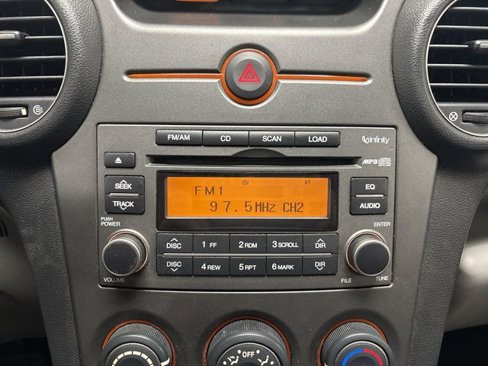 FM/AM CD SCAN LOAD infinity
MP3
SEEK EQ
TRACK AUDIO
ST
FM1
97.5MHz CH2
PUSH POWER ENTER
DISC 1 FF 2 RDM 3 SCROLL DIR
DISC 4 REW 5 RPT 6 MARK DIR
VOLUME FILE TUNE
OFF